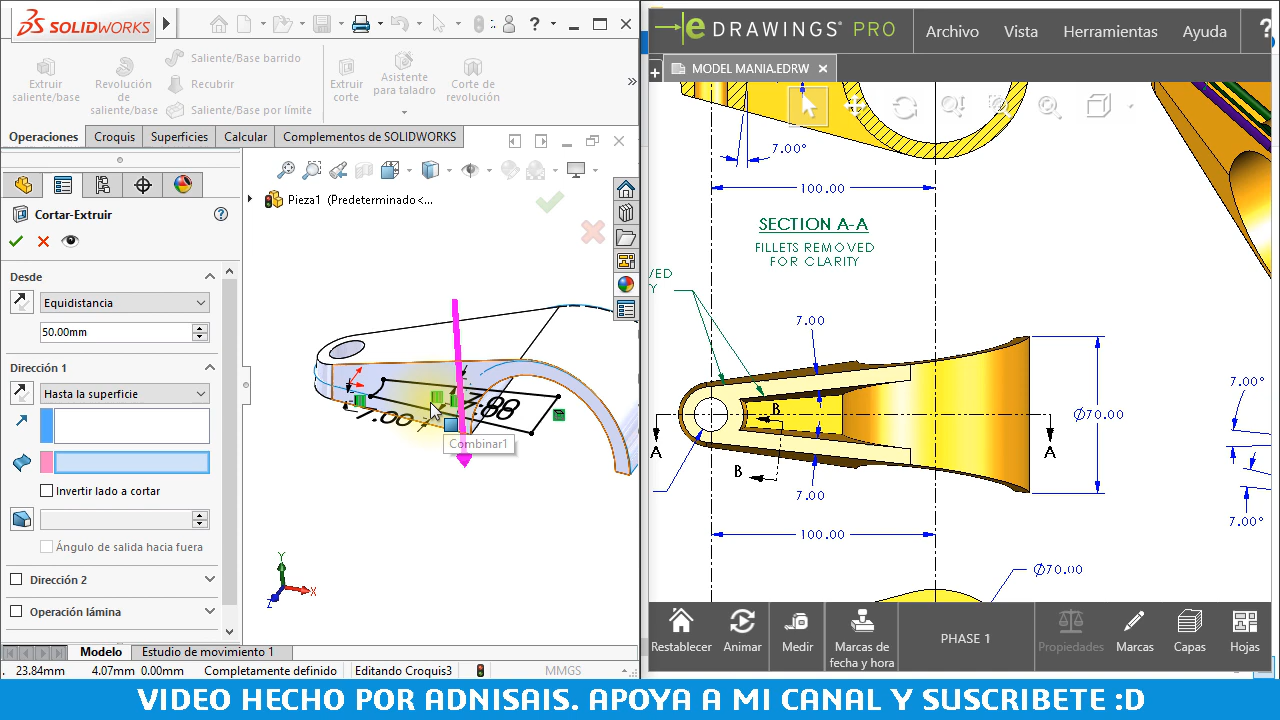 SOLIDWORKS
Extruir saliente/base
Revolución de saliente/base
Saliente/Base barrido
Recubrir
Saliente/Base por límite
Extruir corte
Asistente para taladro
Corte de revolución
Operaciones
Croquis
Superficies
Calcular
Complementos de SOLIDWORKS
Pieza1 (Predeterminado <...
Cortar-Extruir
Desde
Equidistancia
50.00mm
Dirección 1
Hasta la superficie
Invertir lado a cortar
Ángulo de salida hacia fuera
Dirección 2
Operación lámina
Combinar1
Y
X
Z
Modelo
Estudio de movimiento 1
23.84mm
4.07mm 0.00mm
Completamente definido
Editando Croquis3
MMGS
e DRAWINGS® PRO
Archivo
Vista
Herramientas
Ayuda
?
MODEL MANIA.EDRW
7.00°
100.00
SECTION A-A
FILLETS REMOVED
FOR CLARITY
VED
Y
7.00
B
A
A
B
7.00
Ø70.00
100.00
7.00°
7.00°
Ø70.00
Restablecer
Animar
Medir
Marcas de fecha y hora
PHASE 1
Propiedades
Marcas
Capas
Hojas
VIDEO HECHO POR ADNISAIS. APOYA A MI CANAL Y SUSCRIBETE :D